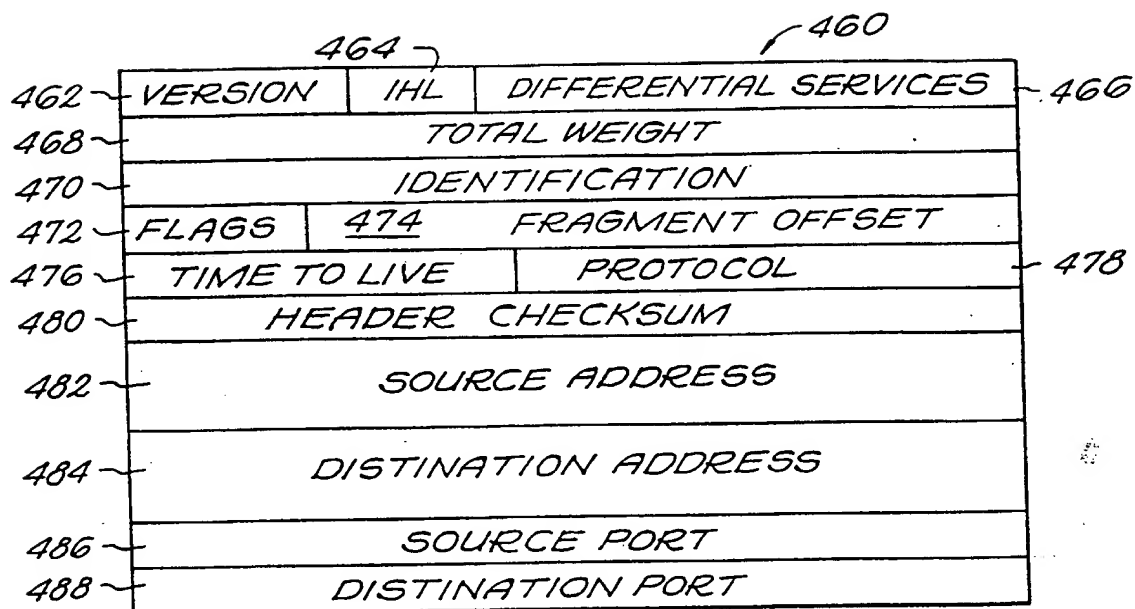 464 460
462 VERSION IHL DIFFERENTIAL SERVICES 466
468 TOTAL WEIGHT
470 IDENTIFICATION
472 FLAGS 474 FRAGMENT OFFSET
476 TIME TO LIVE PROTOCOL 478
480 HEADER CHECKSUM
482 SOURCE ADDRESS
484 DISTINATION ADDRESS
486 SOURCE PORT
488 DISTINATION PORT